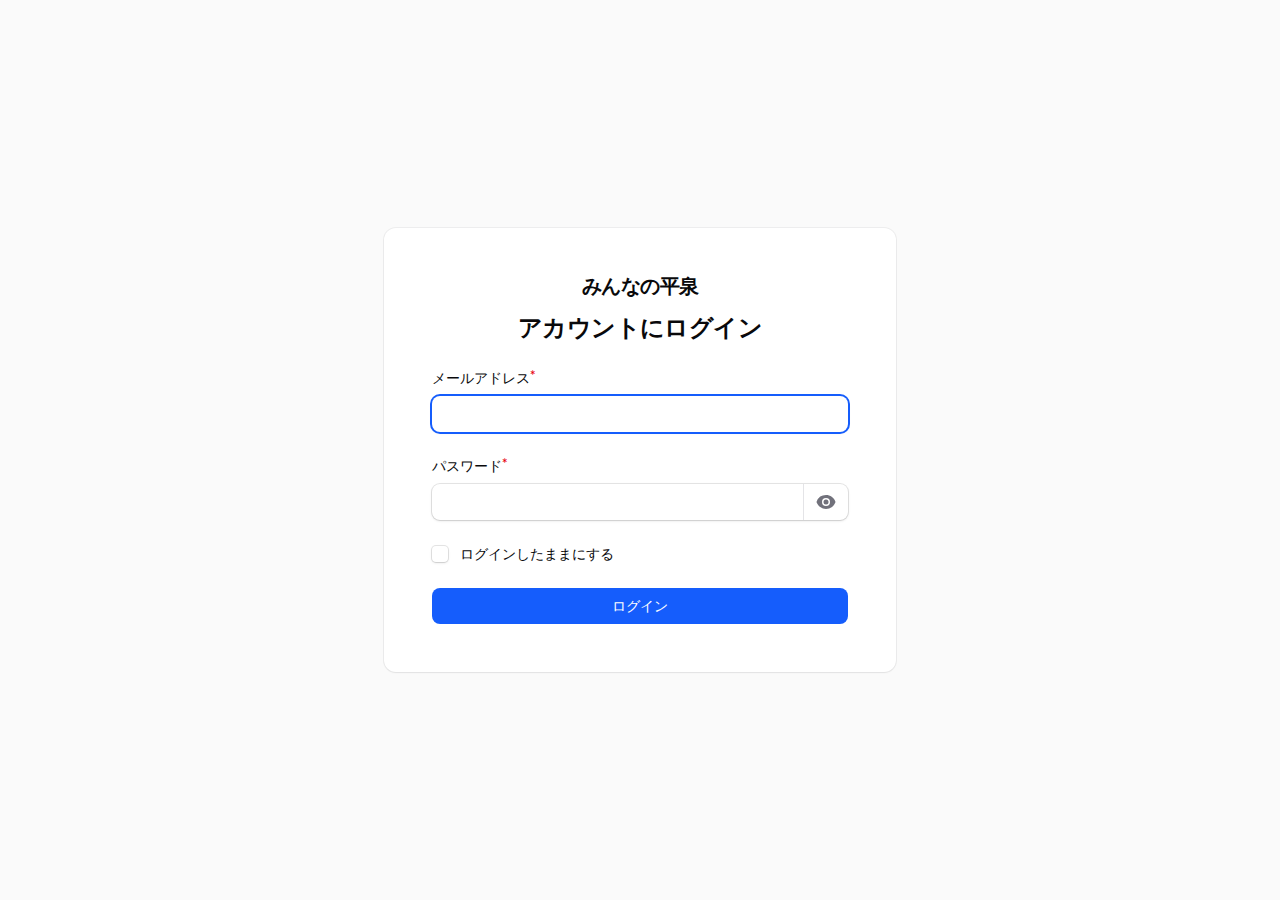 みんなの平泉
アカウントにログイン
メールアドレス*
パスワード*
ログインしたままにする
ログイン